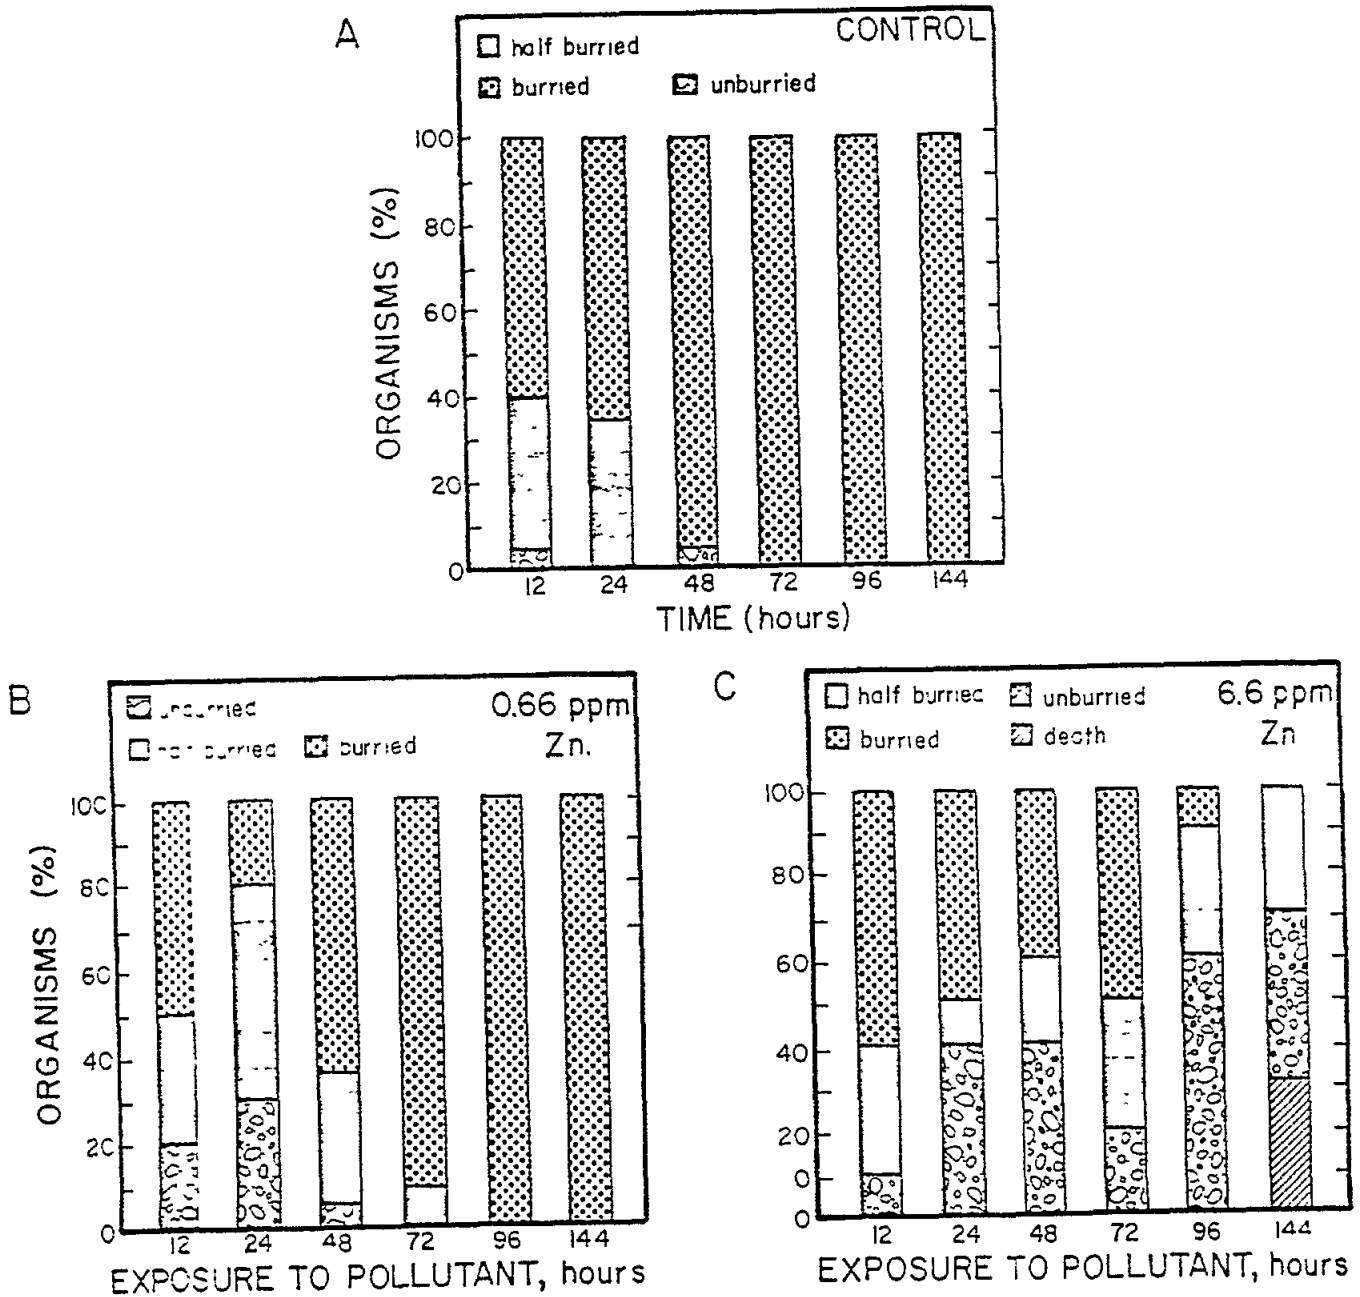 A
CONTROL
half burried
burried unburried
100
80
60
40
20
0
ORGANISMS (%)
12 24 48 72 96 144
TIME (hours)
B
0.66 ppm
Zn.
burried
100
80
60
40
20
0
ORGANISMS (%)
12 24 48 72 96 144
EXPOSURE TO POLLUTANT, hours
C
half burried unburried 6.6 ppm
burried death Zn
100
80
60
40
20
0
0
12 24 48 72 96 144
EXPOSURE TO POLLUTANT, hours